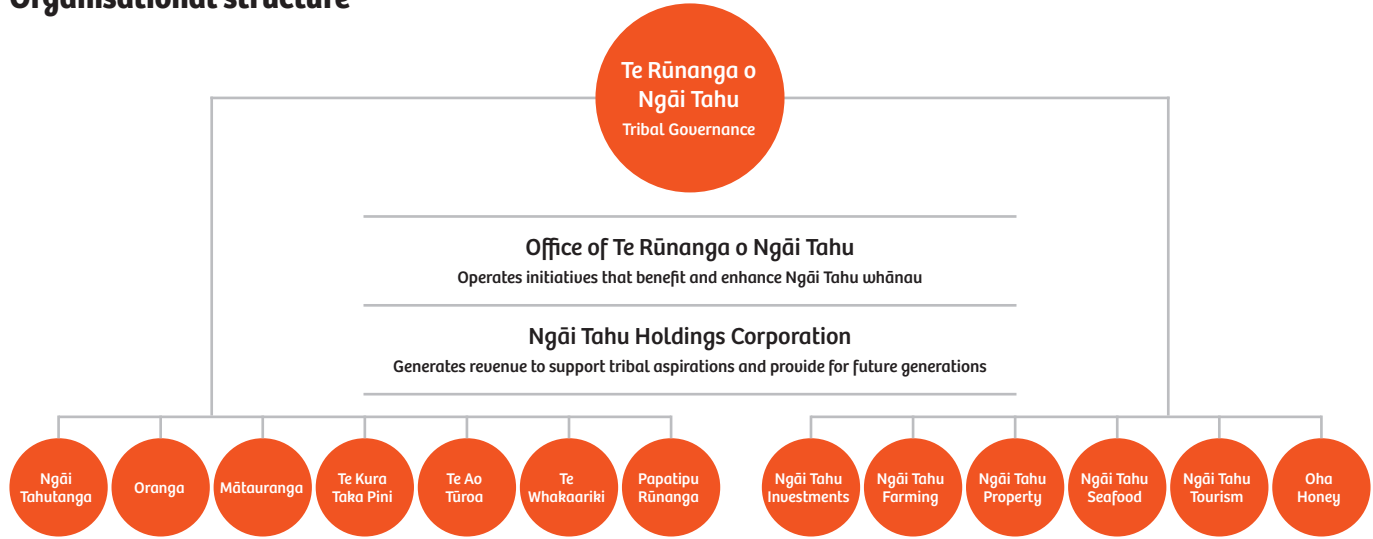 Organisational structure
Te Rūnanga o
Ngāi Tahu
Tribal Governance
Office of Te Rūnanga o Ngāi Tahu
Operates initiatives that benefit and enhance Ngāi Tahu whānau
Ngāi Tahu Holdings Corporation
Generates revenue to support tribal aspirations and provide for future generations
Ngāi
Tahutanga
Oranga
Mātauranga
Te Kura
Taka Pini
Te Ao
Tūroa
Te
Whakaariki
Papatipu
Rūnanga
Ngāi Tahu
Investments
Ngāi Tahu
Farming
Ngāi Tahu
Property
Ngāi Tahu
Seafood
Ngāi Tahu
Tourism
Oha
Honey